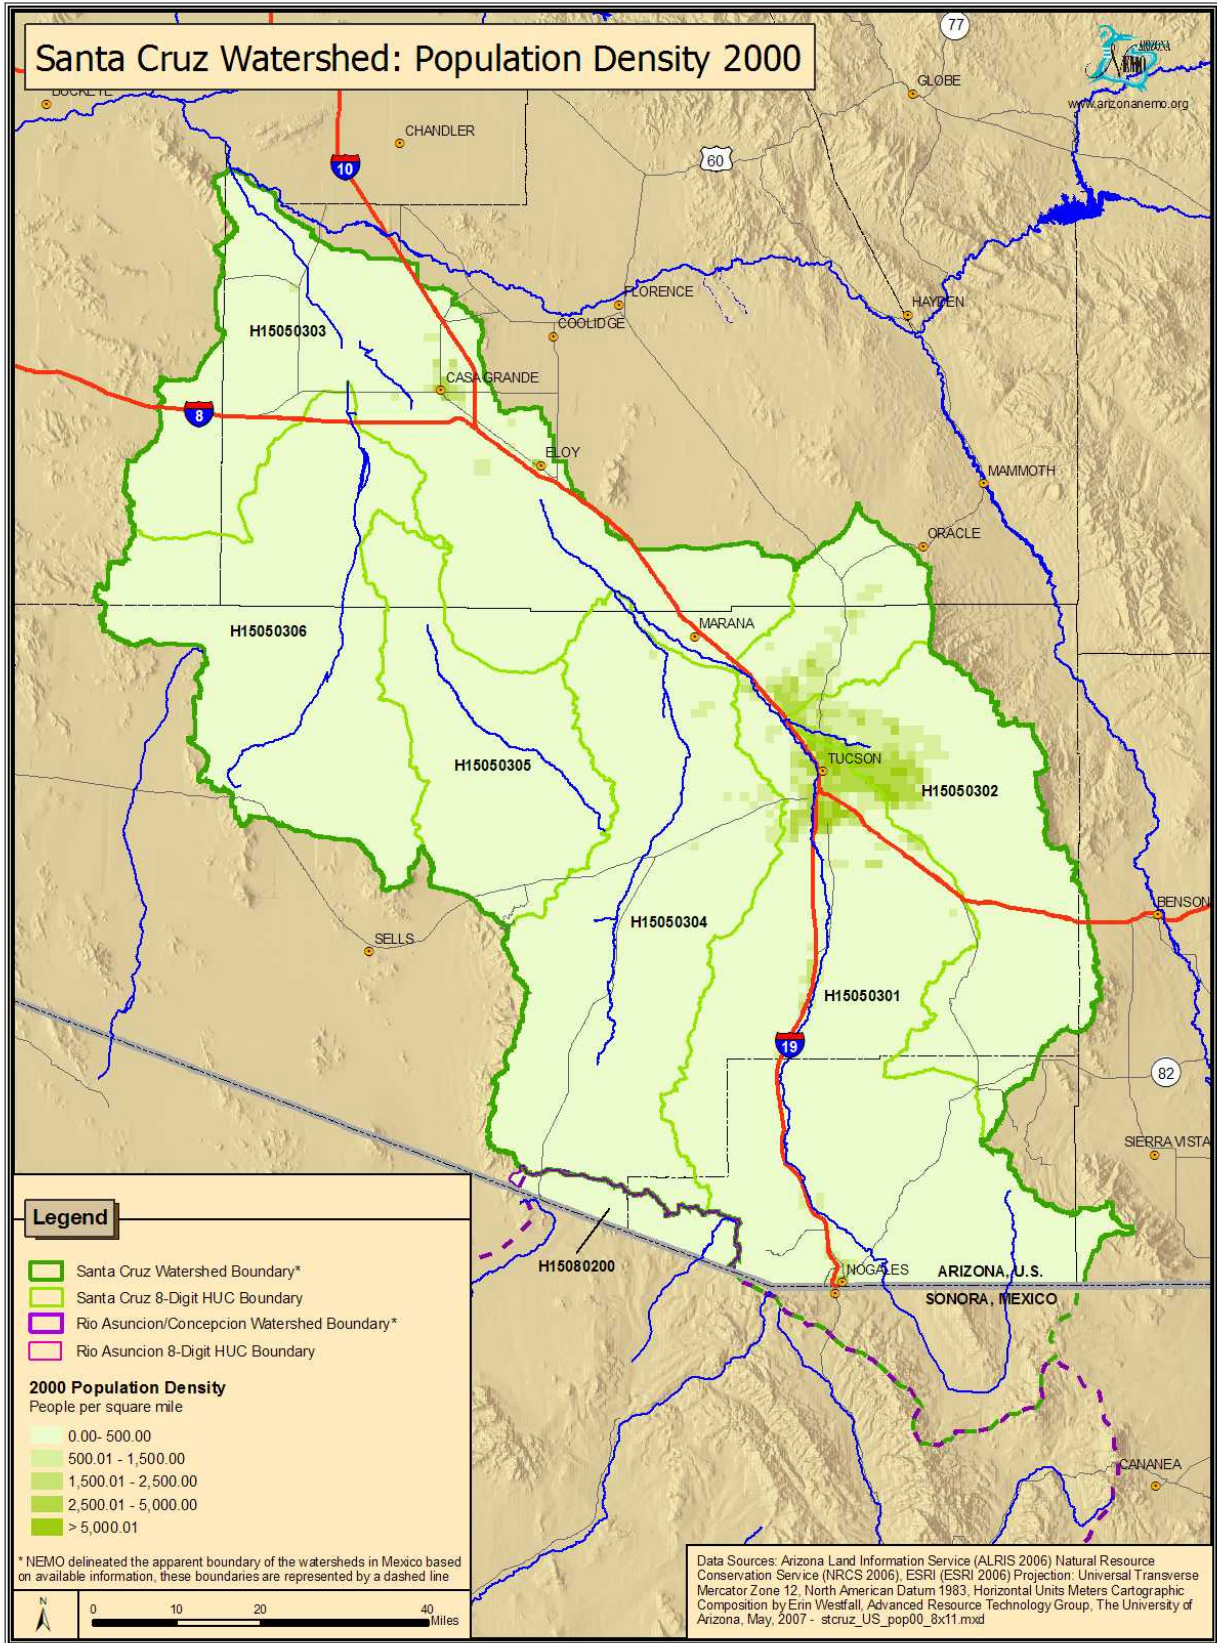 Santa Cruz Watershed: Population Density 2000
77
ARIZONA
NEMO
www.arizonanemo.org
BUCKEYE
GLOBE
CHANDLER
10
60
FLORENCE
HAYDEN
COOLIDGE
H15050303
CASA GRANDE
8
ELOY
MAMMOTH
ORACLE
H15050306
MARANA
H15050305
TUCSON
H15050302
H15050304
BENSON
SELLS
H15050301
19
82
SIERRA VISTA
H15080200
NOGALES
ARIZONA, U.S.
SONORA, MEXICO
CANANEA
Legend
Santa Cruz Watershed Boundary*
Santa Cruz 8-Digit HUC Boundary
Rio Asuncion/Concepcion Watershed Boundary*
Rio Asuncion 8-Digit HUC Boundary
2000 Population Density
People per square mile
0.00- 500.00
500.01 - 1,500.00
1,500.01 - 2,500.00
2,500.01 - 5,000.00
> 5,000.01
* NEMO delineated the apparent boundary of the watersheds in Mexico based
on available information, these boundaries are represented by a dashed line
N
0 10 20 40
Miles
Data Sources: Arizona Land Information Service (ALRIS 2006) Natural Resource
Conservation Service (NRCS 2006), ESRI (ESRI 2006) Projection: Universal Transverse
Mercator Zone 12, North American Datum 1983, Horizontal Units Meters Cartographic
Composition by Erin Westfall, Advanced Resource Technology Group, The University of
Arizona, May, 2007 - stcruz_US_pop00_8x11.mxd